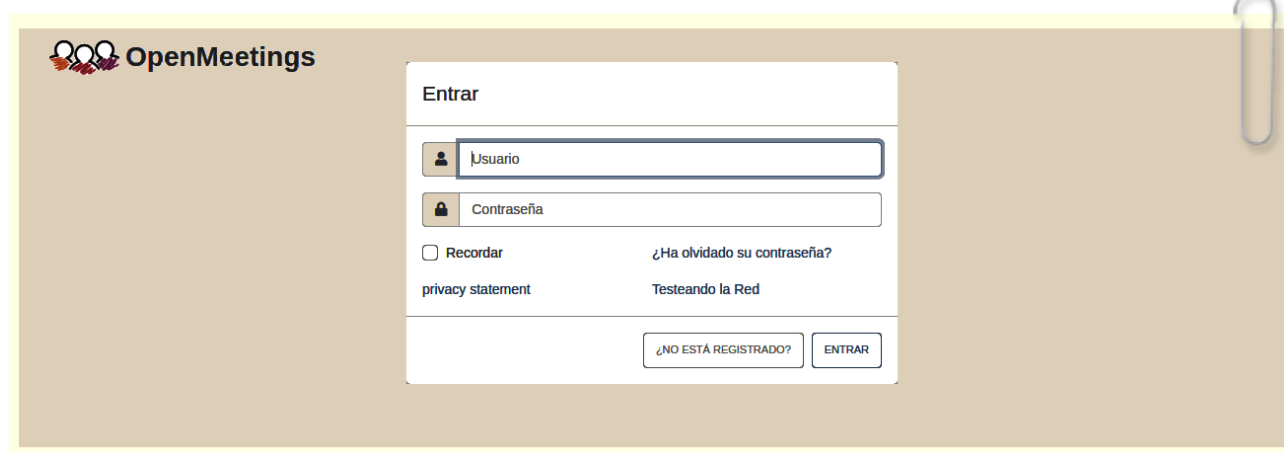 OpenMeetings
Entrar
Usuario
Contraseña
Recordar
¿Ha olvidado su contraseña?
privacy statement
Testeando la Red
¿NO ESTÁ REGISTRADO?
ENTRAR